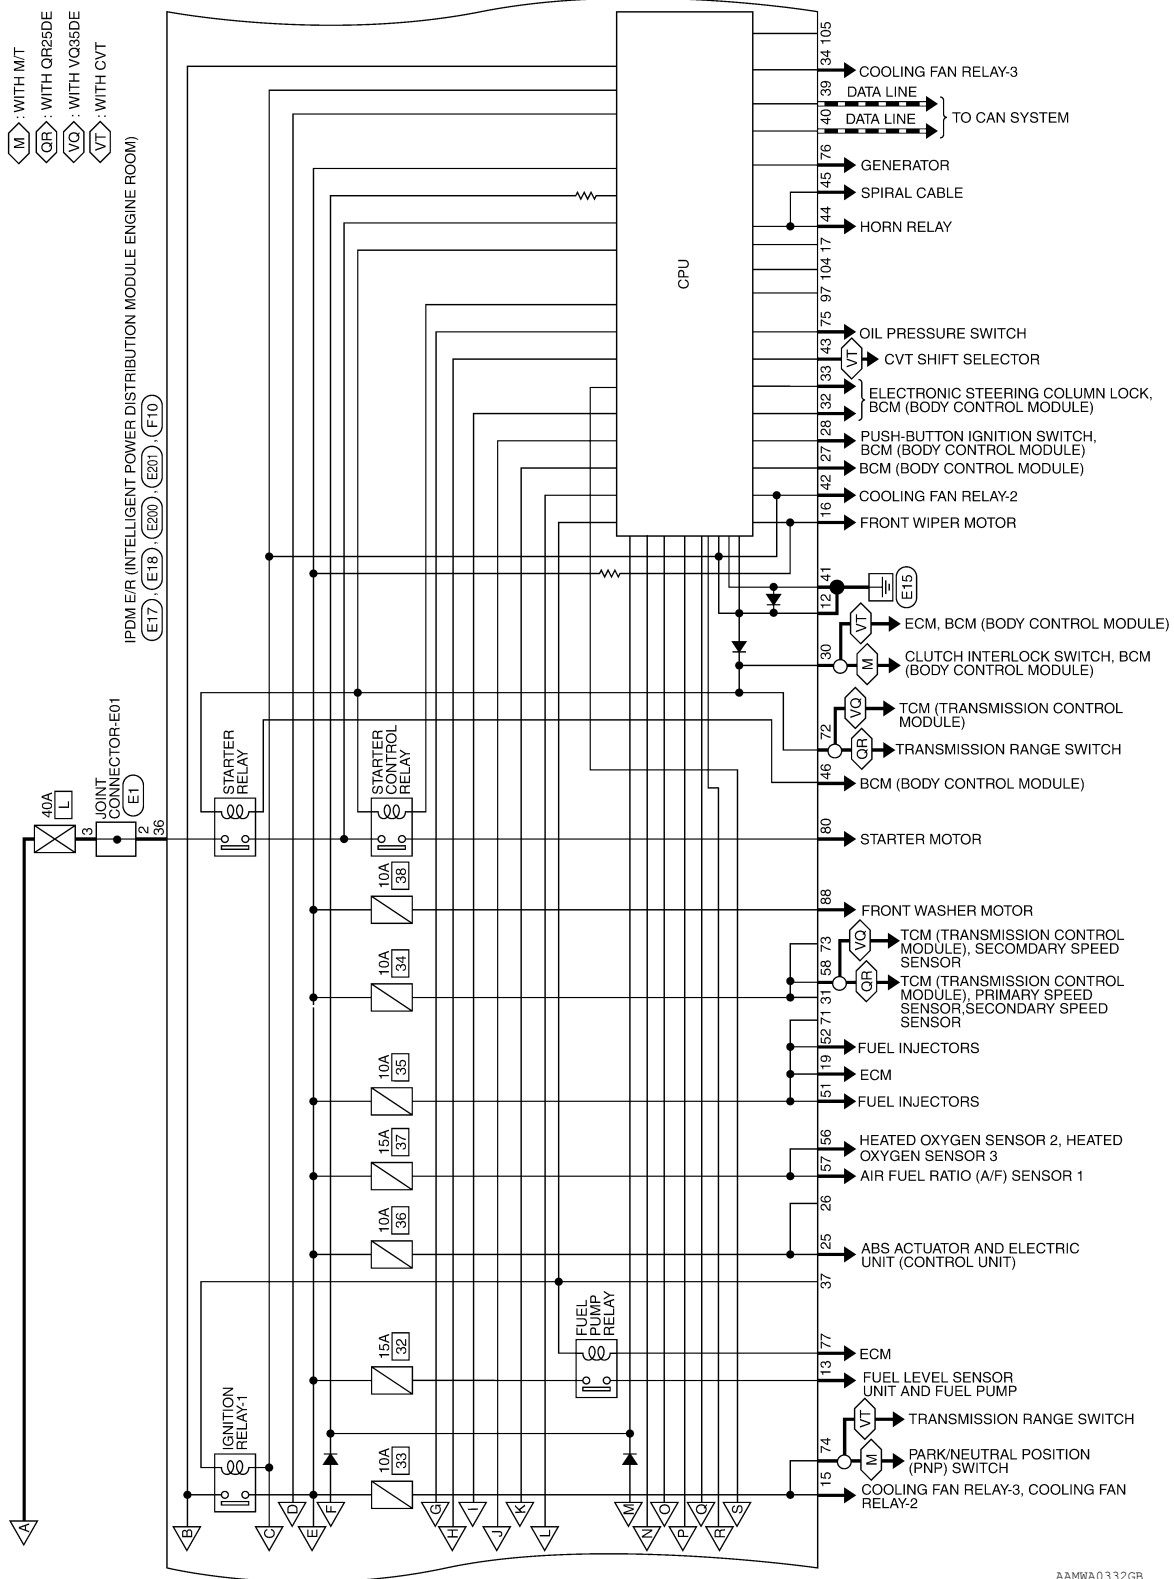 M : WITH M/T
QR : WITH QR25DE
VQ : WITH VQ35DE
VT : WITH CVT
IPDM E/R (INTELLIGENT POWER DISTRIBUTION MODULE ENGINE ROOM)
E17 , E18 , E200 , E201 , F10
CPU
105
34 COOLING FAN RELAY-3
39 DATA LINE
40 DATA LINE
TO CAN SYSTEM
76 GENERATOR
45 SPIRAL CABLE
44 HORN RELAY
17
104
97
75 OIL PRESSURE SWITCH
43 VT CVT SHIFT SELECTOR
33
32
ELECTRONIC STEERING COLUMN LOCK,
BCM (BODY CONTROL MODULE)
28 PUSH-BUTTON IGNITION SWITCH,
BCM (BODY CONTROL MODULE)
27 BCM (BODY CONTROL MODULE)
42 COOLING FAN RELAY-2
16 FRONT WIPER MOTOR
41
12
E15
VT ECM, BCM (BODY CONTROL MODULE)
30 M CLUTCH INTERLOCK SWITCH, BCM
(BODY CONTROL MODULE)
VQ TCM (TRANSMISSION CONTROL
MODULE)
72 QR TRANSMISSION RANGE SWITCH
46 BCM (BODY CONTROL MODULE)
40A
L
3
JOINT
CONNECTOR-E01
E1
2
36
STARTER
RELAY
STARTER
CONTROL
RELAY
80 STARTER MOTOR
10A
38
88 FRONT WASHER MOTOR
10A
34
73
58
31
VQ TCM (TRANSMISSION CONTROL
MODULE), SECOMDARY SPEED
SENSOR
QR TCM (TRANSMISSION CONTROL
MODULE), PRIMARY SPEED
SENSOR,SECONDARY SPEED
SENSOR
71
10A
35
52 FUEL INJECTORS
19 ECM
51 FUEL INJECTORS
15A
37
56 HEATED OXYGEN SENSOR 2, HEATED
OXYGEN SENSOR 3
57 AIR FUEL RATIO (A/F) SENSOR 1
26
10A
36
25 ABS ACTUATOR AND ELECTRIC
UNIT (CONTROL UNIT)
37
FUEL
PUMP
RELAY
15A
32
77 ECM
13 FUEL LEVEL SENSOR
UNIT AND FUEL PUMP
IGNITION
RELAY-1
10A
33
74
VT TRANSMISSION RANGE SWITCH
M PARK/NEUTRAL POSITION
(PNP) SWITCH
15 COOLING FAN RELAY-3, COOLING FAN
RELAY-2
A B C D E F G H I J K L M N O P Q R S
AAMWA0332GB